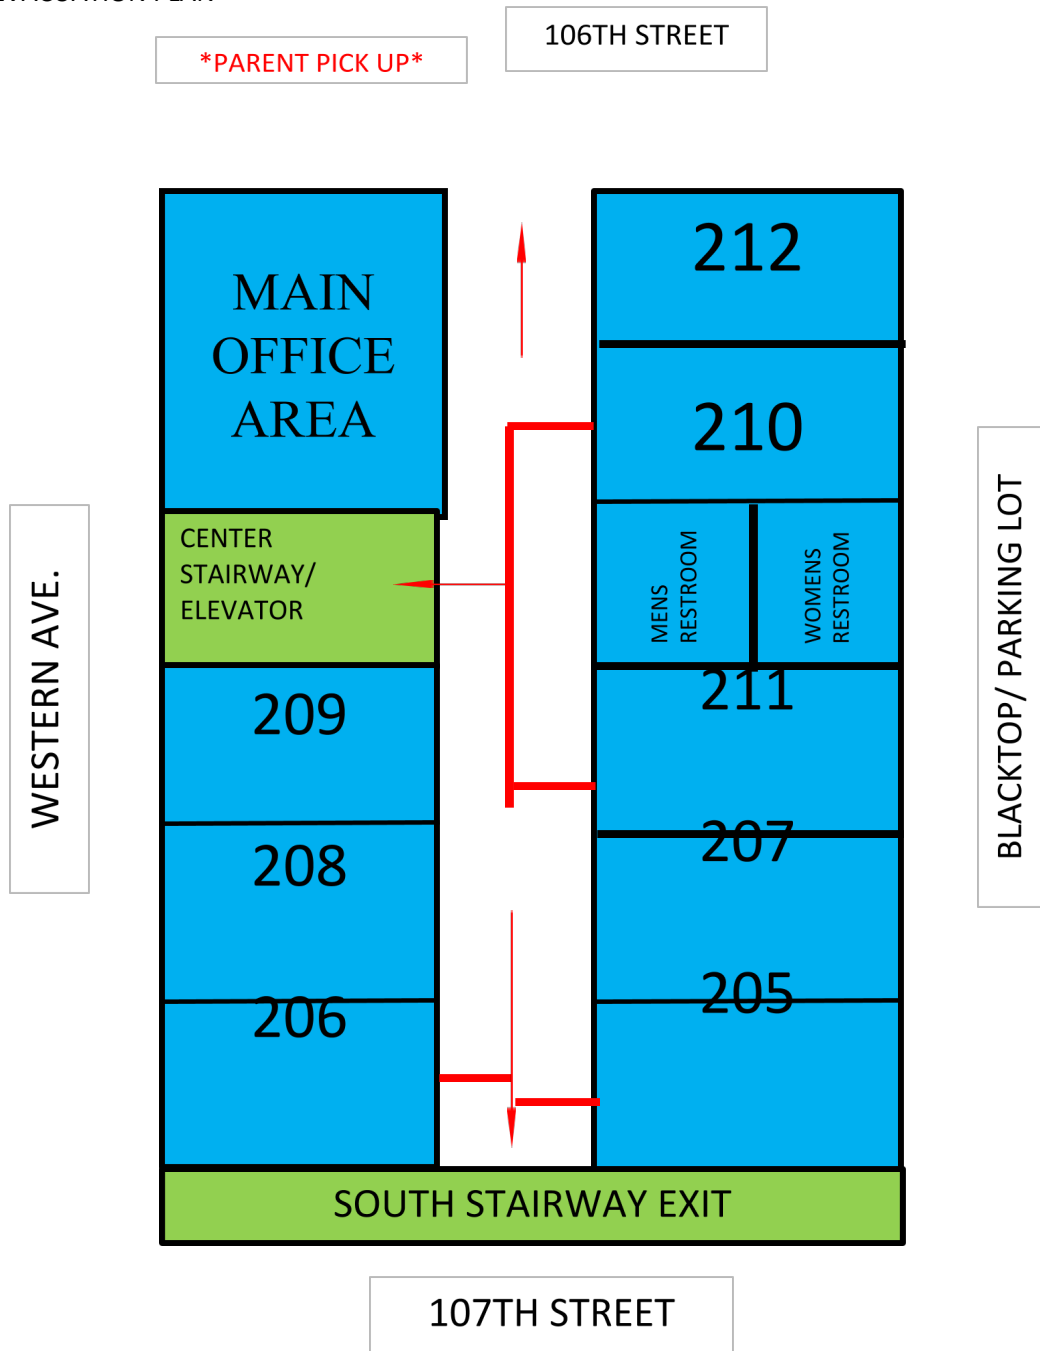 106TH STREET
*PARENT PICK UP*
MAIN
OFFICE
AREA
212
210
CENTER
STAIRWAY/
ELEVATOR
MENS
RESTROOM
WOMENS
RESTROOM
WESTERN AVE.
BLACKTOP/ PARKING LOT
209
211
208
207
206
205
SOUTH STAIRWAY EXIT
107TH STREET